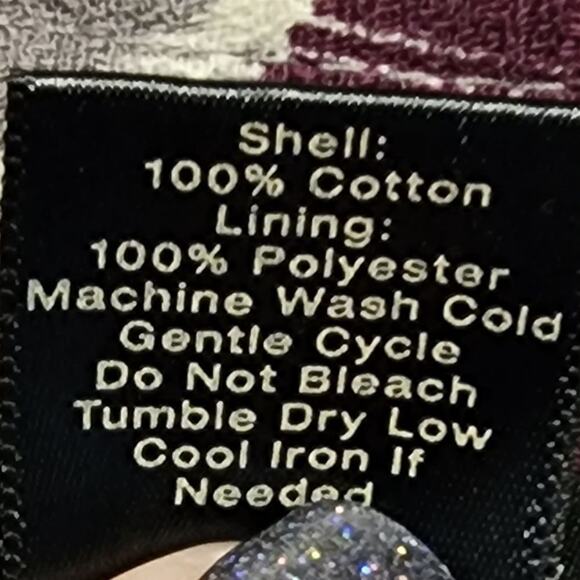 Shell:
100% Cotton
Lining:
100% Polyester
Machine Wash Cold
Gentle Cycle
Do Not Bleach
Tumble Dry Low
Cool Iron If
Needed